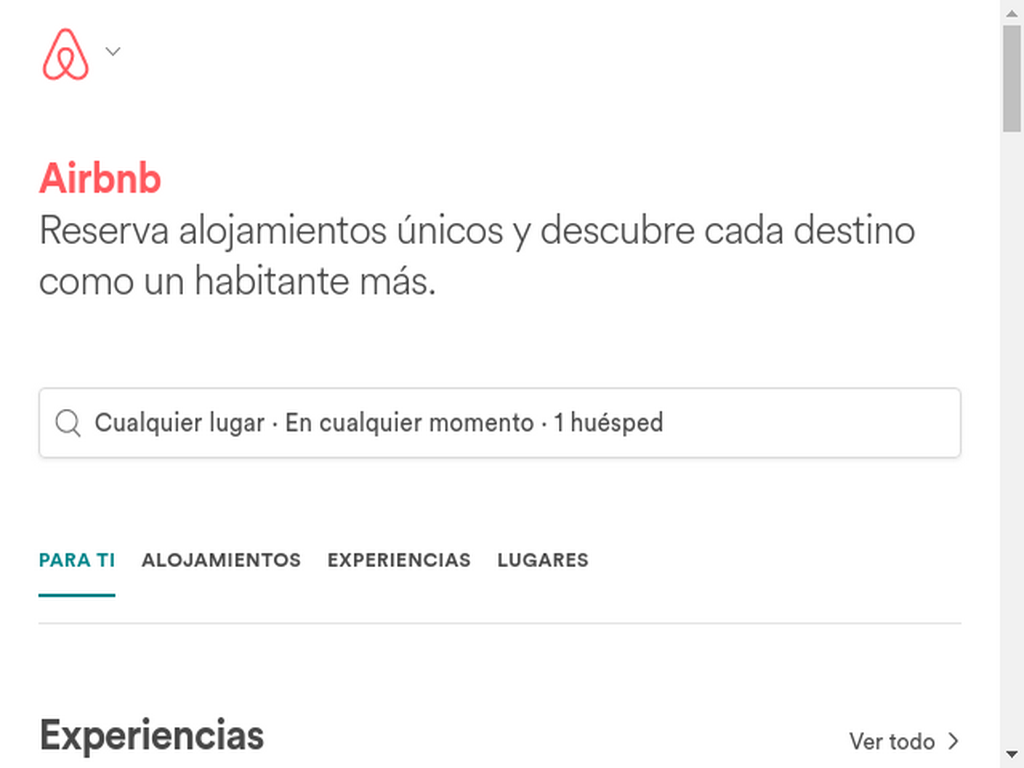 Airbnb
Reserva alojamientos únicos y descubre cada destino
como un habitante más.
Cualquier lugar · En cualquier momento · 1 huésped
PARA TI ALOJAMIENTOS EXPERIENCIAS LUGARES
Experiencias
Ver todo